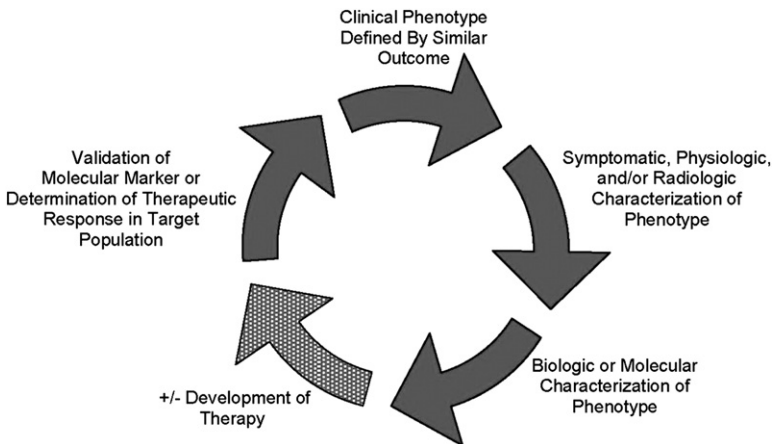 Clinical Phenotype
Defined By Similar
Outcome
Symptomatic, Physiologic,
and/or Radiologic
Characterization of
Phenotype
Biologic or Molecular
Characterization of
Phenotype
+/- Development of
Therapy
Validation of
Molecular Marker or
Determination of Therapeutic
Response in Target
Population